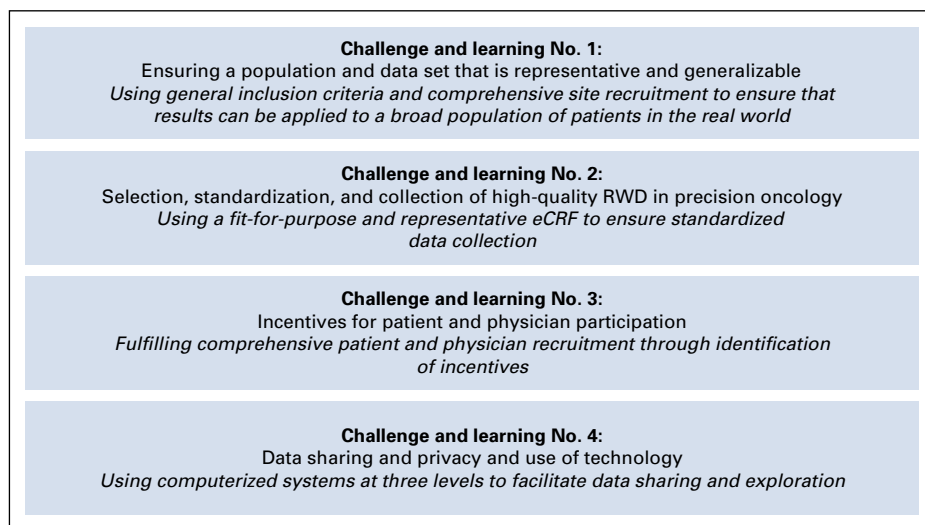 Challenge and learning No. 1:
Ensuring a population and data set that is representative and generalizable
Using general inclusion criteria and comprehensive site recruitment to ensure that
results can be applied to a broad population of patients in the real world
Challenge and learning No. 2:
Selection, standardization, and collection of high-quality RWD in precision oncology
Using a fit-for-purpose and representative eCRF to ensure standardized
data collection
Challenge and learning No. 3:
Incentives for patient and physician participation
Fulfilling comprehensive patient and physician recruitment through identification
of incentives
Challenge and learning No. 4:
Data sharing and privacy and use of technology
Using computerized systems at three levels to facilitate data sharing and exploration